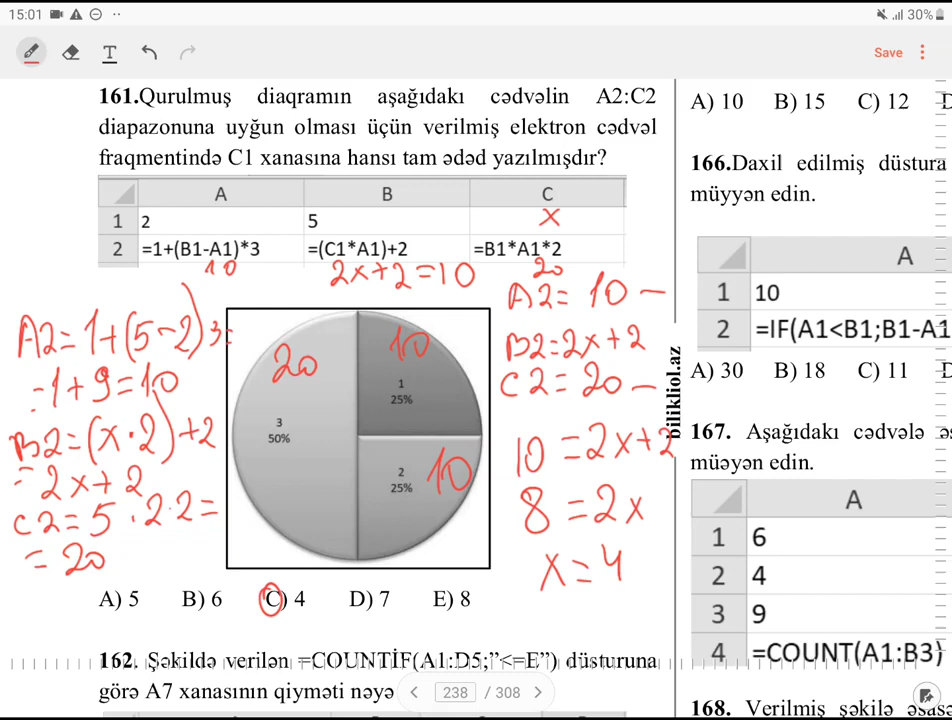 15:01 30%
Save
161.Qurulmuş diaqramın aşağıdakı cədvəlin A2:C2
diapazonuna uyğun olması üçün verilmiş elektron cədvəl
fraqmentində C1 xanasına hansı tam ədəd yazılmışdır?
A B C
1 2 5 x
2 =1+(B1-A1)*3 =(C1*A1)+2 =B1*A1*2
10 2x+2=10 20
A2=1+(5-2)3=
=1+9=10
B2=(x·2)+2
=2x+2
C2=5·2·2=
=20
20
10
10
1
25%
2
25%
3
50%
A2=10-
B2=2x+2
C2=20-
10=2x+2
8=2x
x=4
A) 5 B) 6 C) 4 D) 7 E) 8
162. Şəkildə verilən =COUNTİF(A1:D5;”<=E”) düsturuna
görə A7 xanasının qiyməti nəyə
238 / 308
bilikliol.az
A) 10 B) 15 C) 12
166.Daxil edilmiş düstura
müyyən edin.
A
1 10
2 =IF(A1<B1;B1-A1
A) 30 B) 18 C) 11
167. Aşağıdakı cədvələ əs
müəyən edin.
A
1 6
2 4
3 9
4 =COUNT(A1:B3)
168. Verilmiş şəkilə əsasə